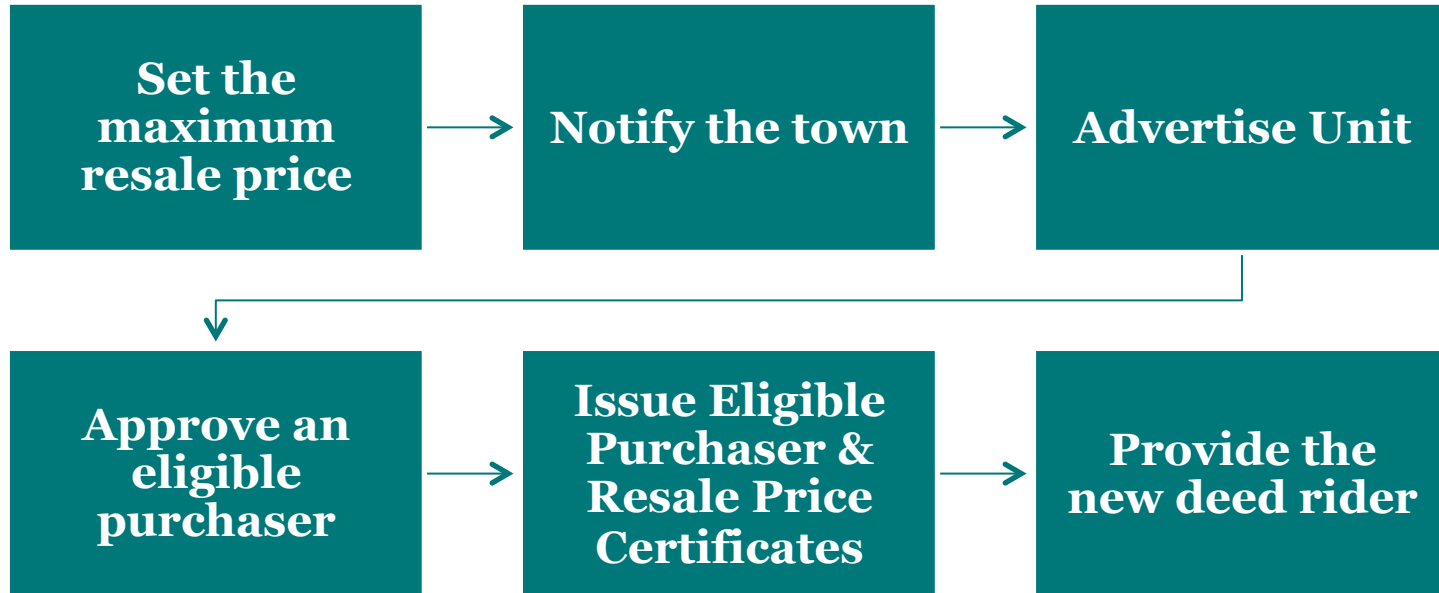 Set the
maximum
resale price
Notify the town
Advertise Unit
Approve an
eligible
purchaser
Issue Eligible
Purchaser &
Resale Price
Certificates
Provide the
new deed rider